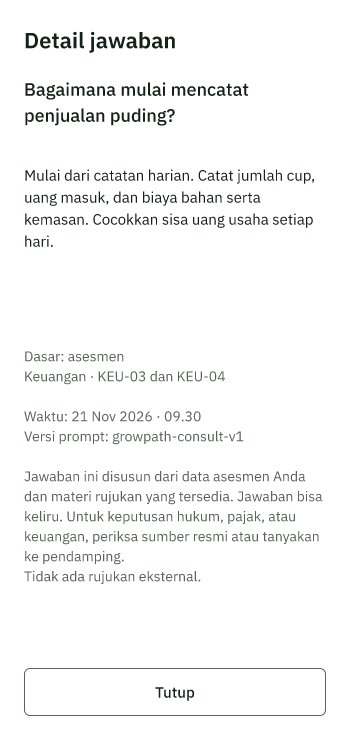 Detail jawaban
Bagaimana mulai mencatat
penjualan puding?
Mulai dari catatan harian. Catat jumlah cup,
uang masuk, dan biaya bahan serta
kemasan. Cocokkan sisa uang usaha setiap
hari.
Dasar: asesmen
Keuangan · KEU-03 dan KEU-04
Waktu: 21 Nov 2026 · 09.30
Versi prompt: growpath-consult-v1
Jawaban ini disusun dari data asesmen Anda
dan materi rujukan yang tersedia. Jawaban bisa
keliru. Untuk keputusan hukum, pajak, atau
keuangan, periksa sumber resmi atau tanyakan
ke pendamping.
Tidak ada rujukan eksternal.
Tutup